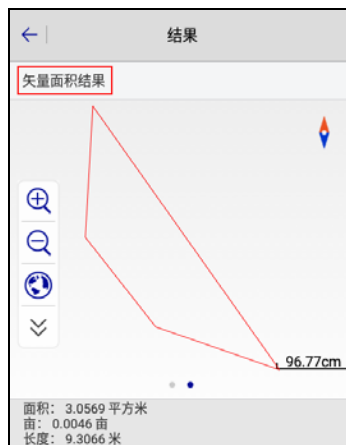 结果
矢量面积结果
96.77cm
面积: 3.0569 平方米
亩: 0.0046 亩
长度: 9.3066 米